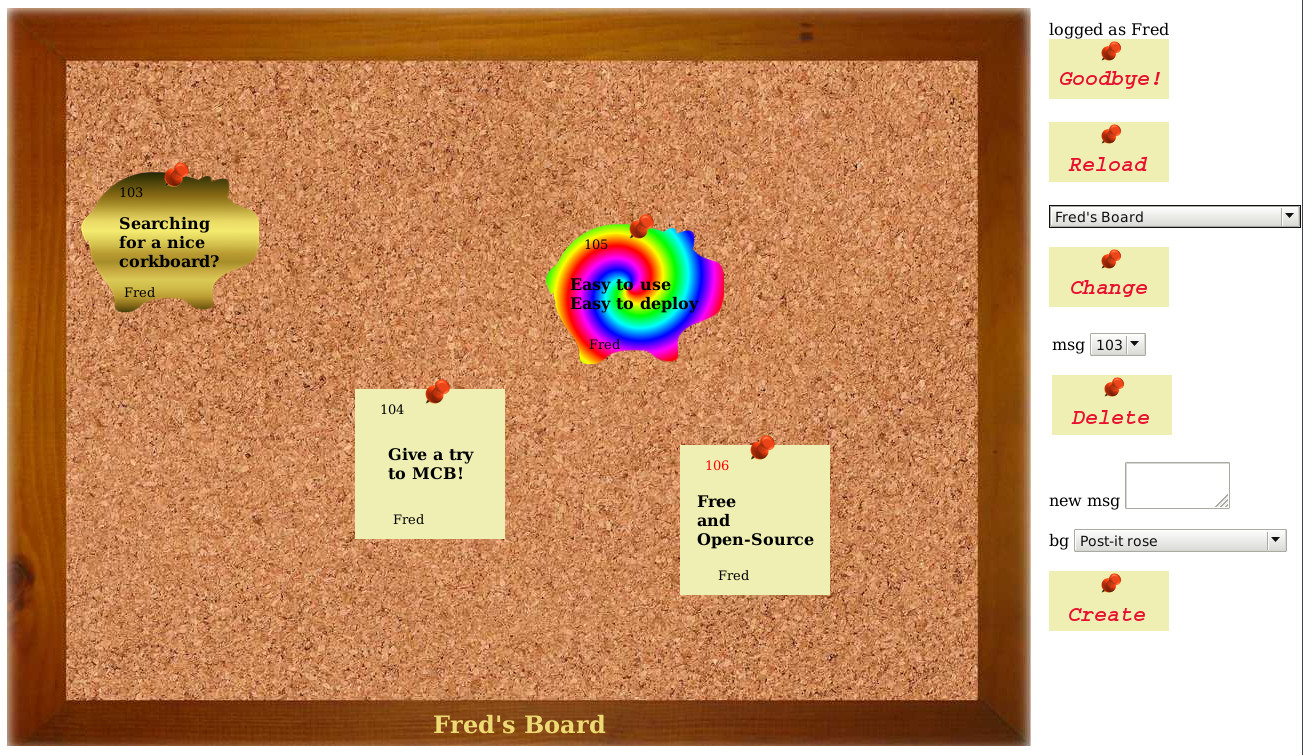 103
Searching
for a nice
corkboard?
Fred
105
Easy to use
Easy to deploy
Fred
104
Give a try
to MCB!
Fred
106
Free
and
Open-Source
Fred
Fred's Board
logged as Fred
Goodbye!
Reload
Fred's Board
Change
msg 103
Delete
new msg
bg Post-it rose
Create